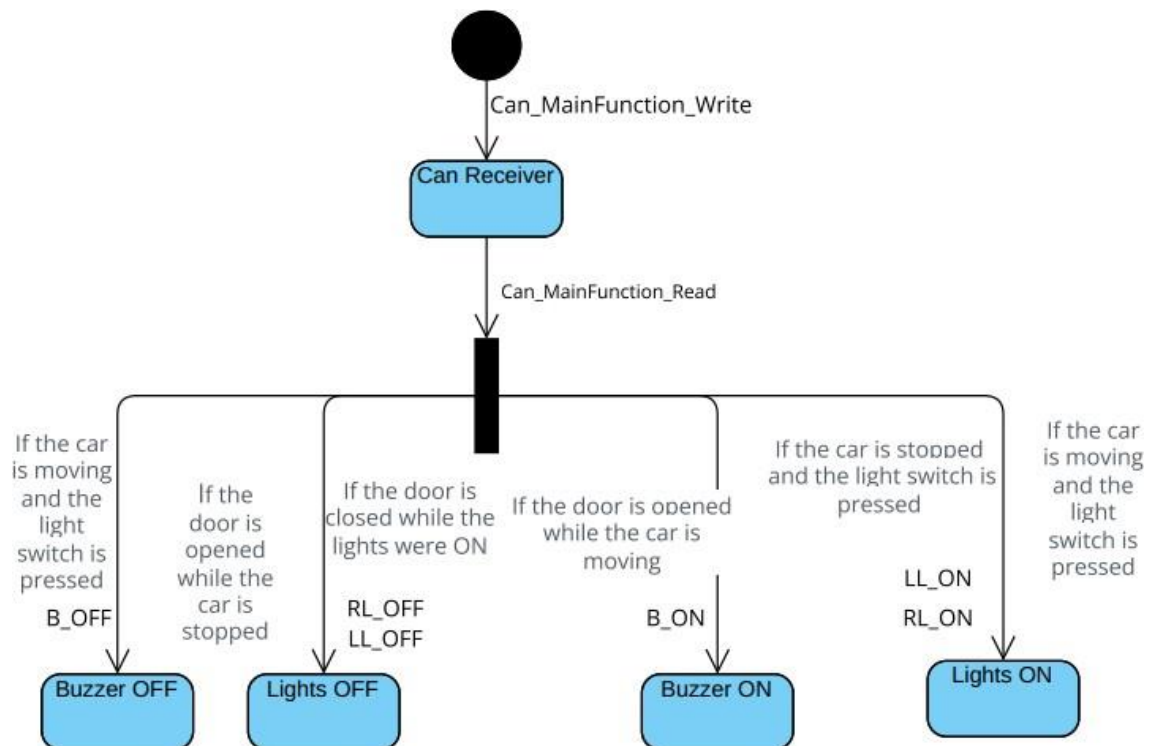 Can_MainFunction_Write
Can Receiver
Can_MainFunction_Read
If the car
is moving
and the
light
switch is
pressed
B_OFF
If the
door is
opened
while the
car is
stopped
If the door is
closed while the
lights were ON
RL_OFF
LL_OFF
If the door is opened
while the car is
moving
B_ON
If the car is stopped
and the light switch is
pressed
LL_ON
RL_ON
If the car
is moving
and the
light
switch is
pressed
Buzzer OFF
Lights OFF
Buzzer ON
Lights ON